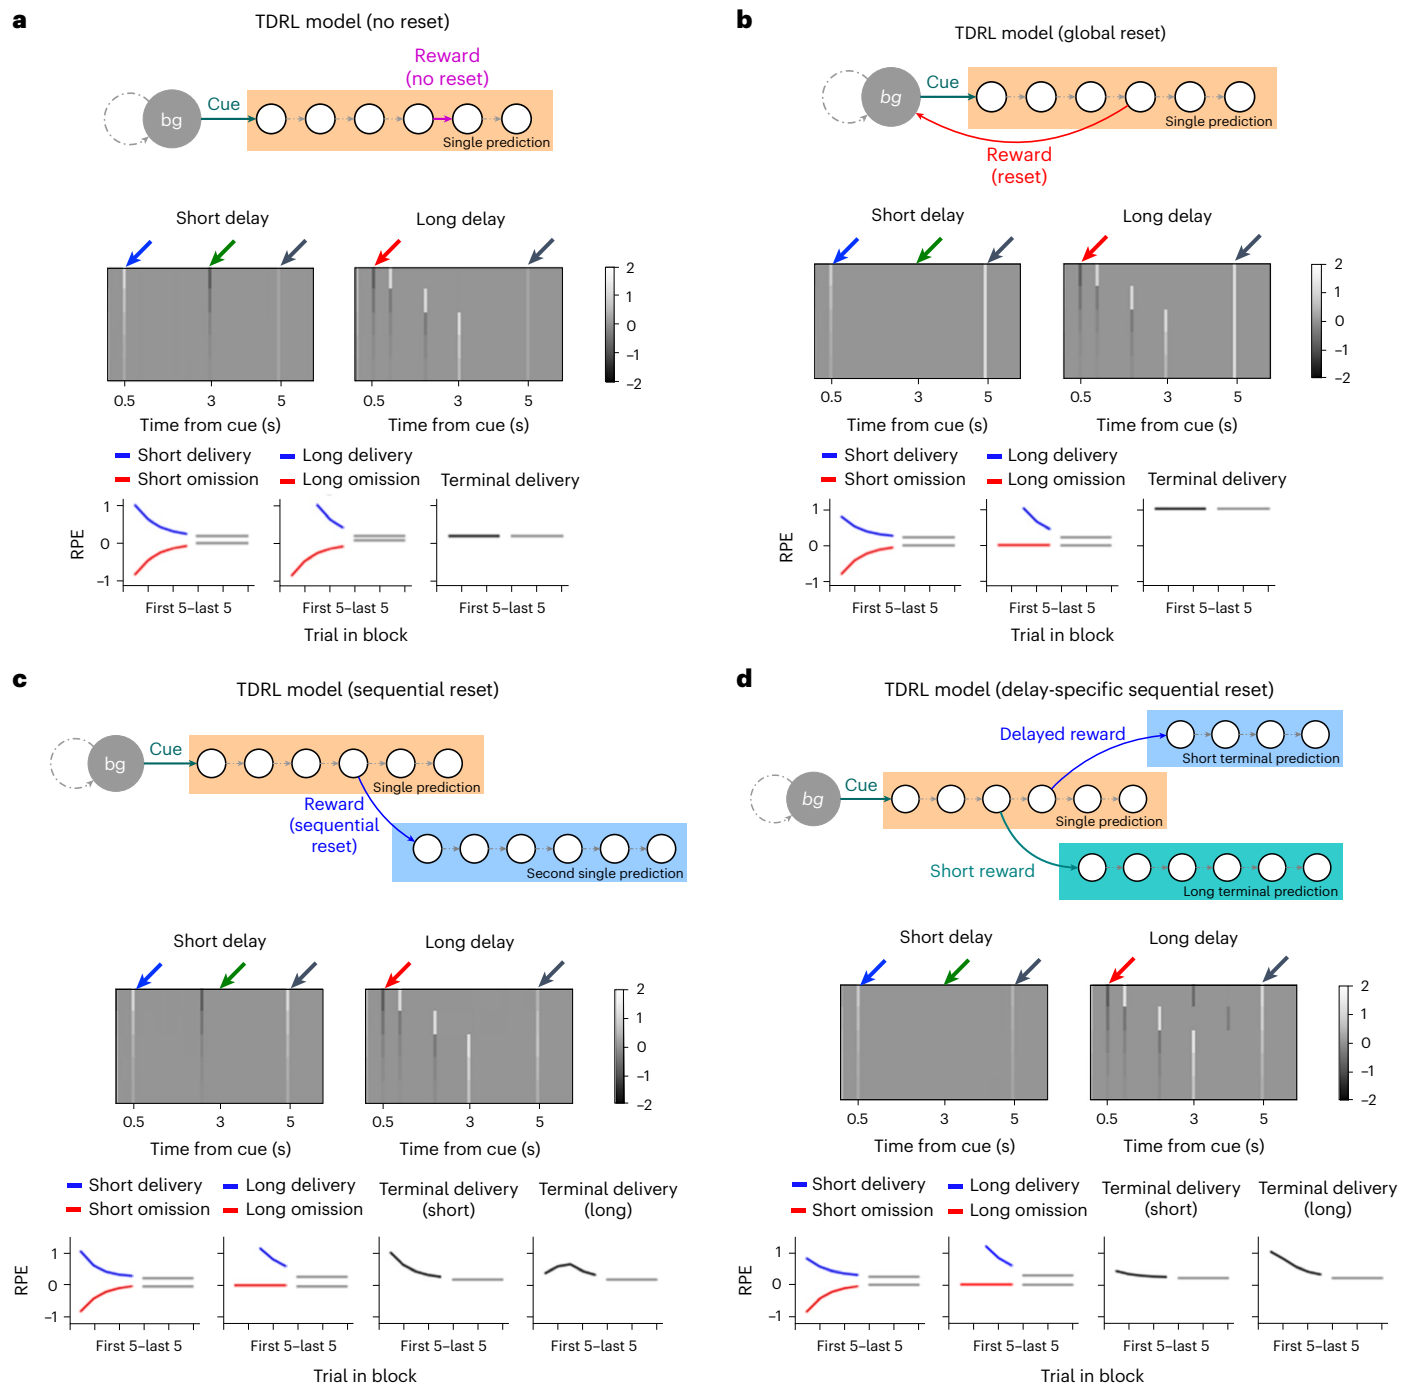 a
TDRL model (no reset)
Reward
(no reset)
bg
Cue
Single prediction
Short delay
Long delay
2
1
0
−1
−2
0.5
3
5
0.5
3
5
Time from cue (s)
Time from cue (s)
Short delivery
Short omission
Long delivery
Long omission
Terminal delivery
RPE
1
0
−1
First 5–last 5
First 5–last 5
First 5–last 5
Trial in block
b
TDRL model (global reset)
bg
Cue
Single prediction
Reward
(reset)
Short delay
Long delay
2
1
0
−1
−2
0.5
3
5
0.5
3
5
Time from cue (s)
Time from cue (s)
Short delivery
Short omission
Long delivery
Long omission
Terminal delivery
RPE
1
0
−1
First 5–last 5
First 5–last 5
First 5–last 5
Trial in block
c
TDRL model (sequential reset)
bg
Cue
Single prediction
Reward
(sequential
reset)
Second single prediction
Short delay
Long delay
2
1
0
−1
−2
0.5
3
5
0.5
3
5
Time from cue (s)
Time from cue (s)
Short delivery
Short omission
Long delivery
Long omission
Terminal delivery
(short)
Terminal delivery
(long)
RPE
1
0
−1
First 5–last 5
First 5–last 5
First 5–last 5
First 5–last 5
Trial in block
d
TDRL model (delay-specific sequential reset)
Delayed reward
Short terminal prediction
bg
Cue
Single prediction
Short reward
Long terminal prediction
Short delay
Long delay
2
1
0
−1
−2
0.5
3
5
0.5
3
5
Time from cue (s)
Time from cue (s)
Short delivery
Short omission
Long delivery
Long omission
Terminal delivery
(short)
Terminal delivery
(long)
RPE
1
0
−1
First 5–last 5
First 5–last 5
First 5–last 5
First 5–last 5
Trial in block